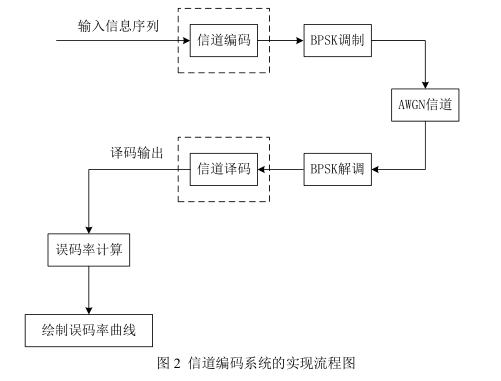 输入信息序列
信道编码
BPSK调制
AWGN信道
译码输出
信道译码
BPSK解调
误码率计算
绘制误码率曲线
图 2 信道编码系统的实现流程图